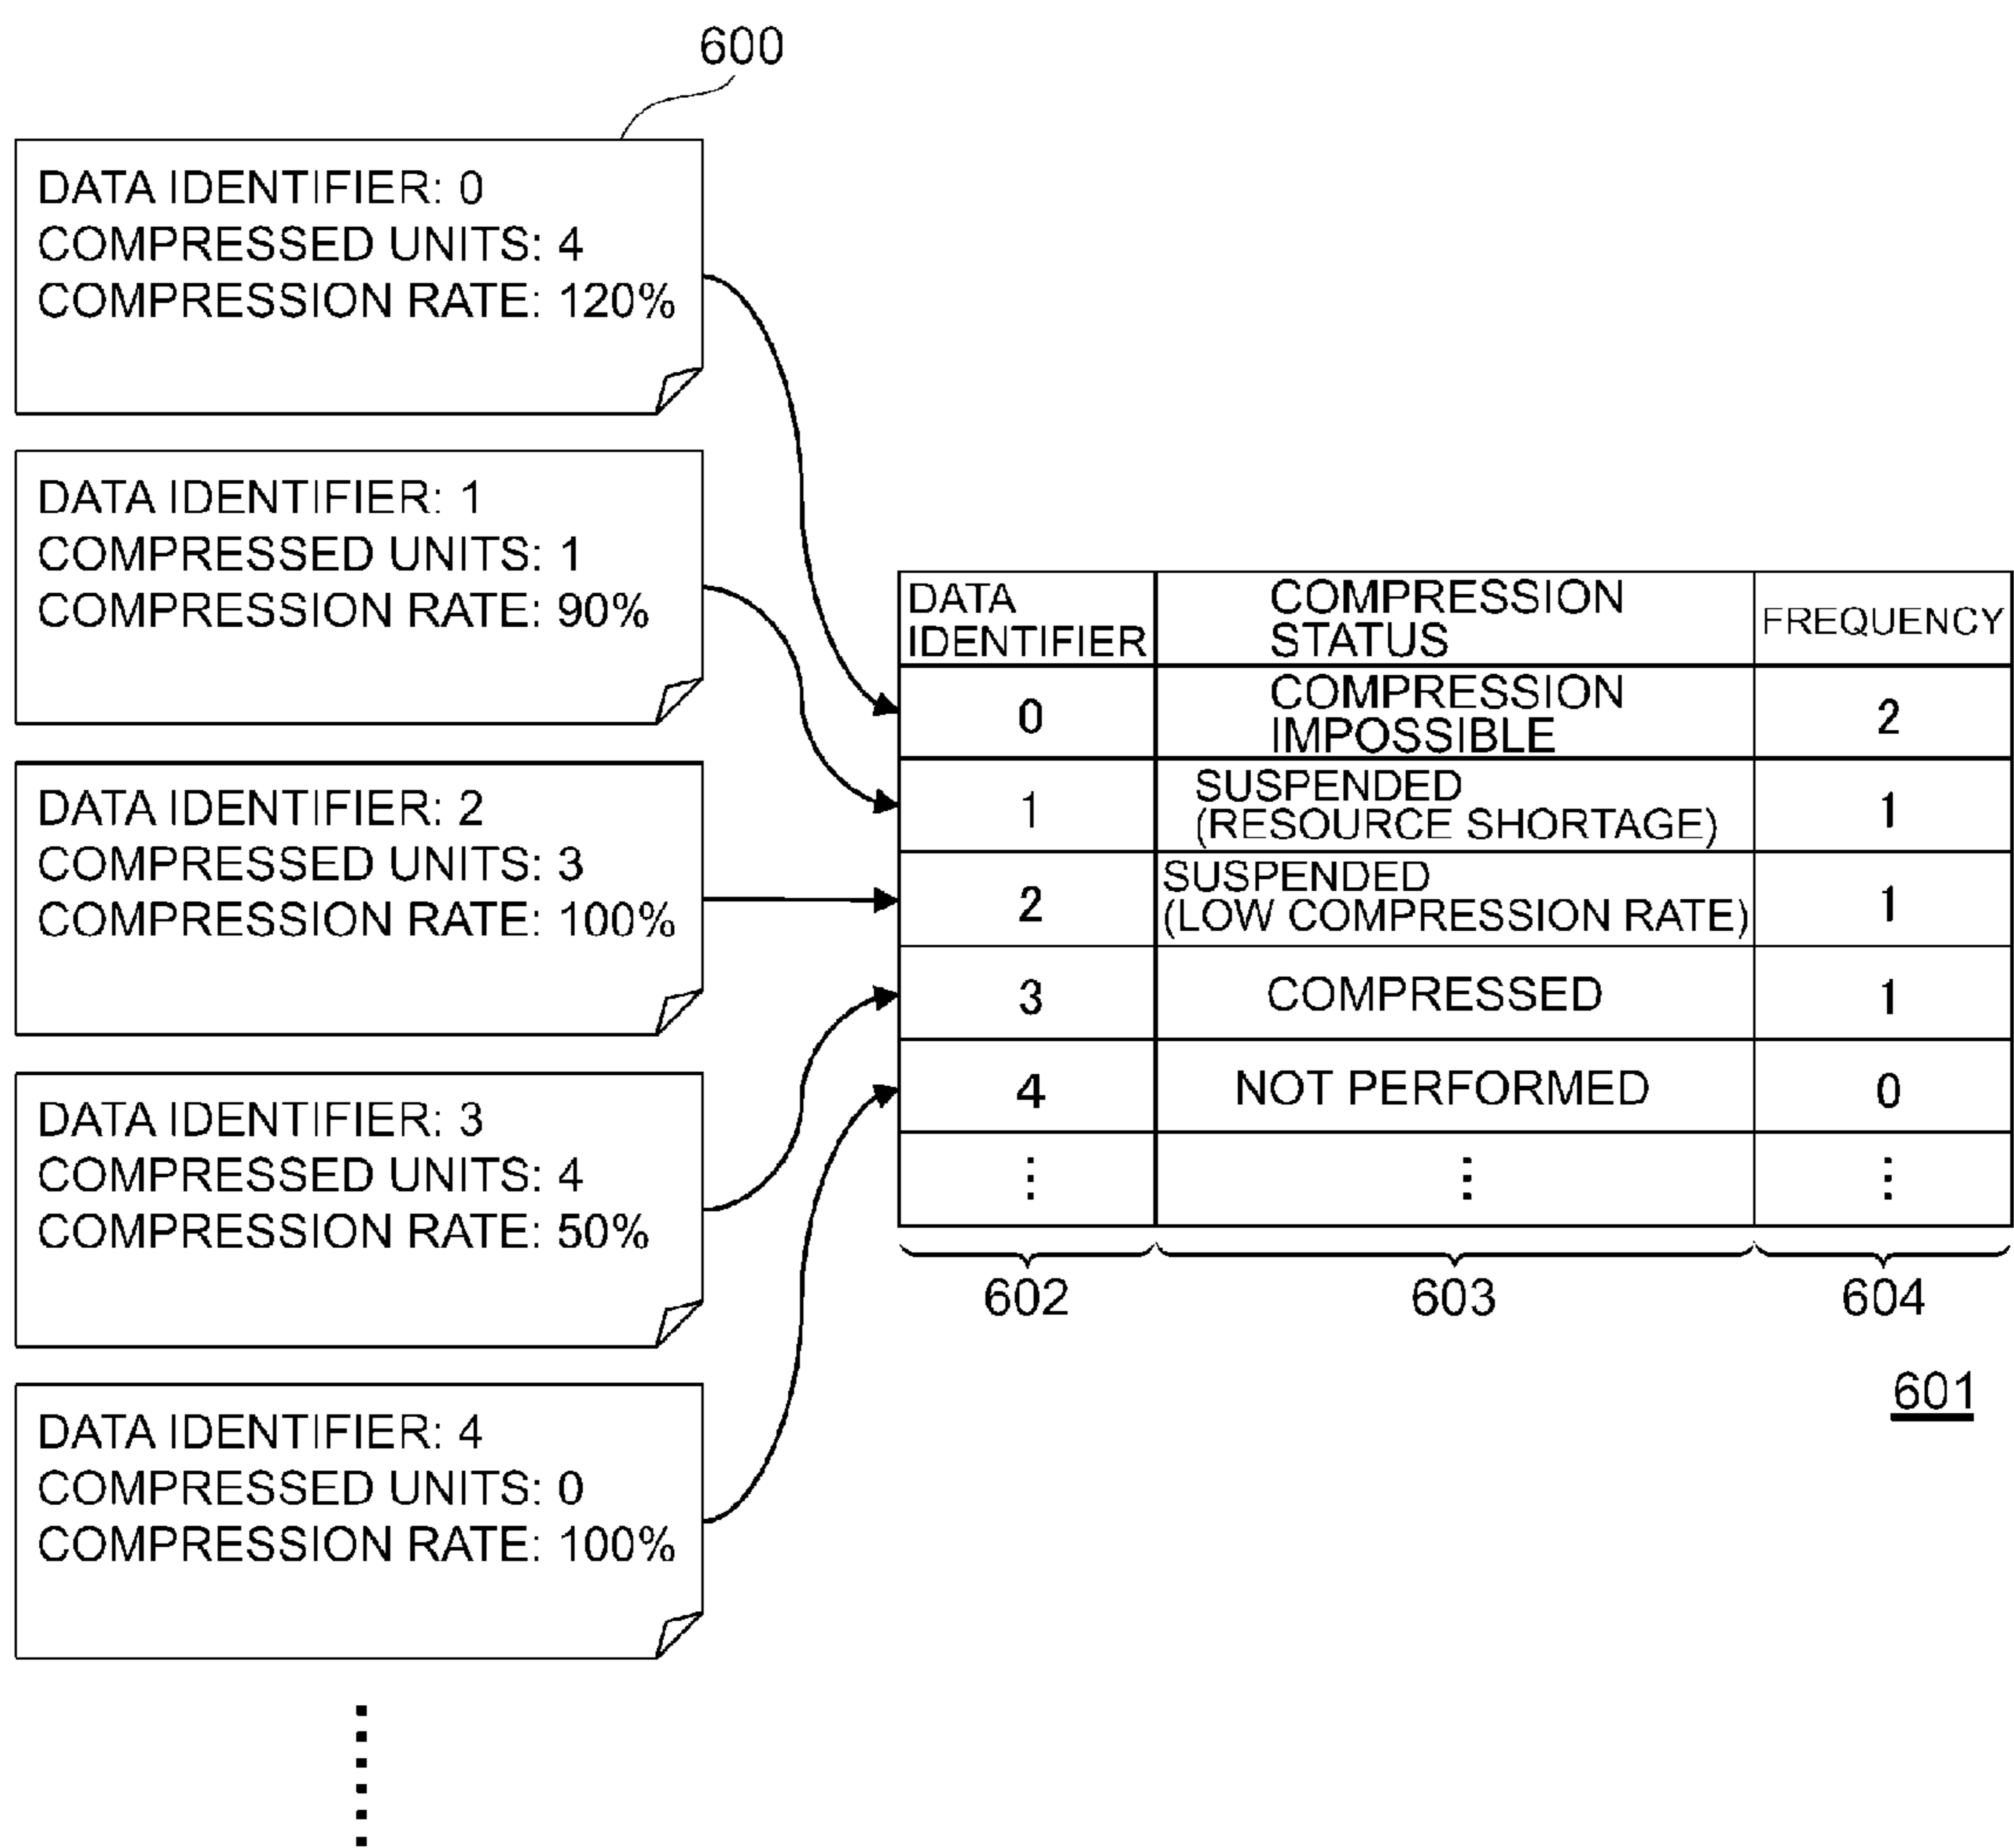 600
DATA IDENTIFIER: 0
COMPRESSED UNITS: 4
COMPRESSION RATE: 120%
DATA IDENTIFIER: 1
COMPRESSED UNITS: 1
COMPRESSION RATE: 90%
DATA IDENTIFIER: 2
COMPRESSED UNITS: 3
COMPRESSION RATE: 100%
DATA IDENTIFIER: 3
COMPRESSED UNITS: 4
COMPRESSION RATE: 50%
DATA IDENTIFIER: 4
COMPRESSED UNITS: 0
COMPRESSION RATE: 100%
DATA
IDENTIFIER
COMPRESSION
STATUS
FREQUENCY
0
COMPRESSION
IMPOSSIBLE
2
1
SUSPENDED
(RESOURCE SHORTAGE)
1
2
SUSPENDED
(LOW COMPRESSION RATE)
1
3
COMPRESSED
1
4
NOT PERFORMED
0
602
603
604
601